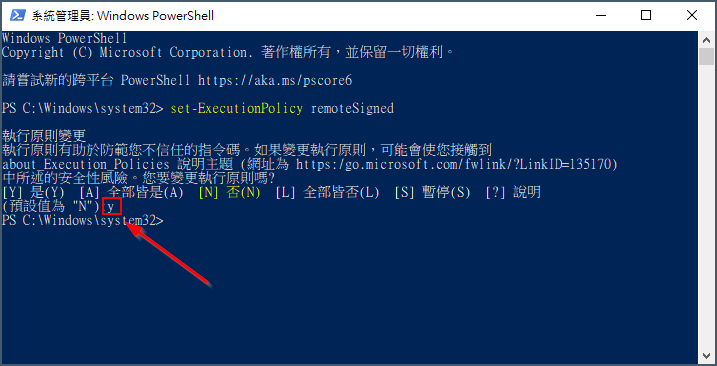 系統管理員: Windows PowerShell
Windows PowerShell
Copyright (C) Microsoft Corporation. 著作權所有，並保留一切權利。
請嘗試新的跨平台 PowerShell https://aka.ms/pscore6
PS C:\Windows\system32> set-ExecutionPolicy remoteSigned
執行原則變更
執行原則有助於防範您不信任的指令碼。如果變更執行原則，可能會使您接觸到
about_Execution_Policies 說明主題 (網址為 https:/go.microsoft.com/fwlink/?LinkID=135170)
中所述的安全性風險。您要變更執行原則嗎?
[Y] 是(Y)  [A] 全部皆是(A)  [N] 否(N)  [L] 全部皆否(L)  [S] 暫停(S)  [?] 說明
(預設值為 "N"):y
PS C:\Windows\system32>